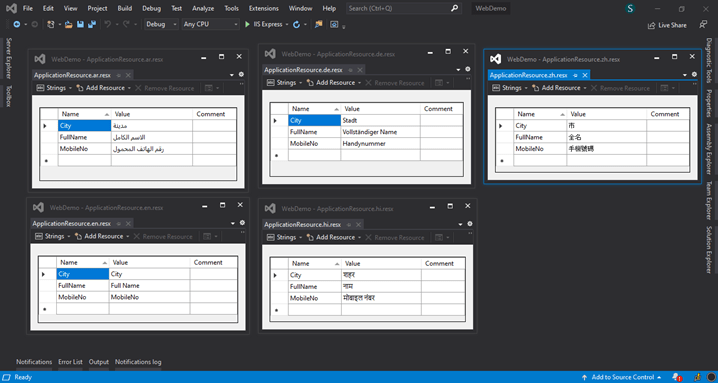 File Edit View Project Build Debug Test Analyze Tools Extensions Window Help Search (Ctrl+Q) WebDemo S
Debug Any CPU IIS Express Live Share
Server Explorer
Toolbox
WebDemo - ApplicationResource.ar.resx
ApplicationResource.ar.resx
Strings Add Resource Remove Resource
Name Value Comment
City مدينة
FullName الاسم الكامل
MobileNo رقم الهاتف المحمول
WebDemo - ApplicationResource.de.resx
ApplicationResource.de.resx
Strings Add Resource Remove Resource
Name Value Comment
City Stadt
FullName Vollständiger Name
MobileNo Handynummer
WebDemo - ApplicationResource.zh.resx
ApplicationResource.zh.resx
Strings Add Resource Remove Resource
Name Value Comment
City 市
FullName 全名
MobileNo 手機號碼
WebDemo - ApplicationResource.en.resx
ApplicationResource.en.resx
Strings Add Resource Remove Resource
Name Value Comment
City City
FullName Full Name
MobileNo MobileNo
WebDemo - ApplicationResource.hi.resx
ApplicationResource.hi.resx
Strings Add Resource Remove Resource
Name Value Comment
City शहर
FullName नाम
MobileNo मोबाइल नंबर
Diagnostic Tools
Properties
Assembly Explorer
Team Explorer
Solution Explorer
Notifications Error List Output Notifications log
Ready Add to Source Control 1